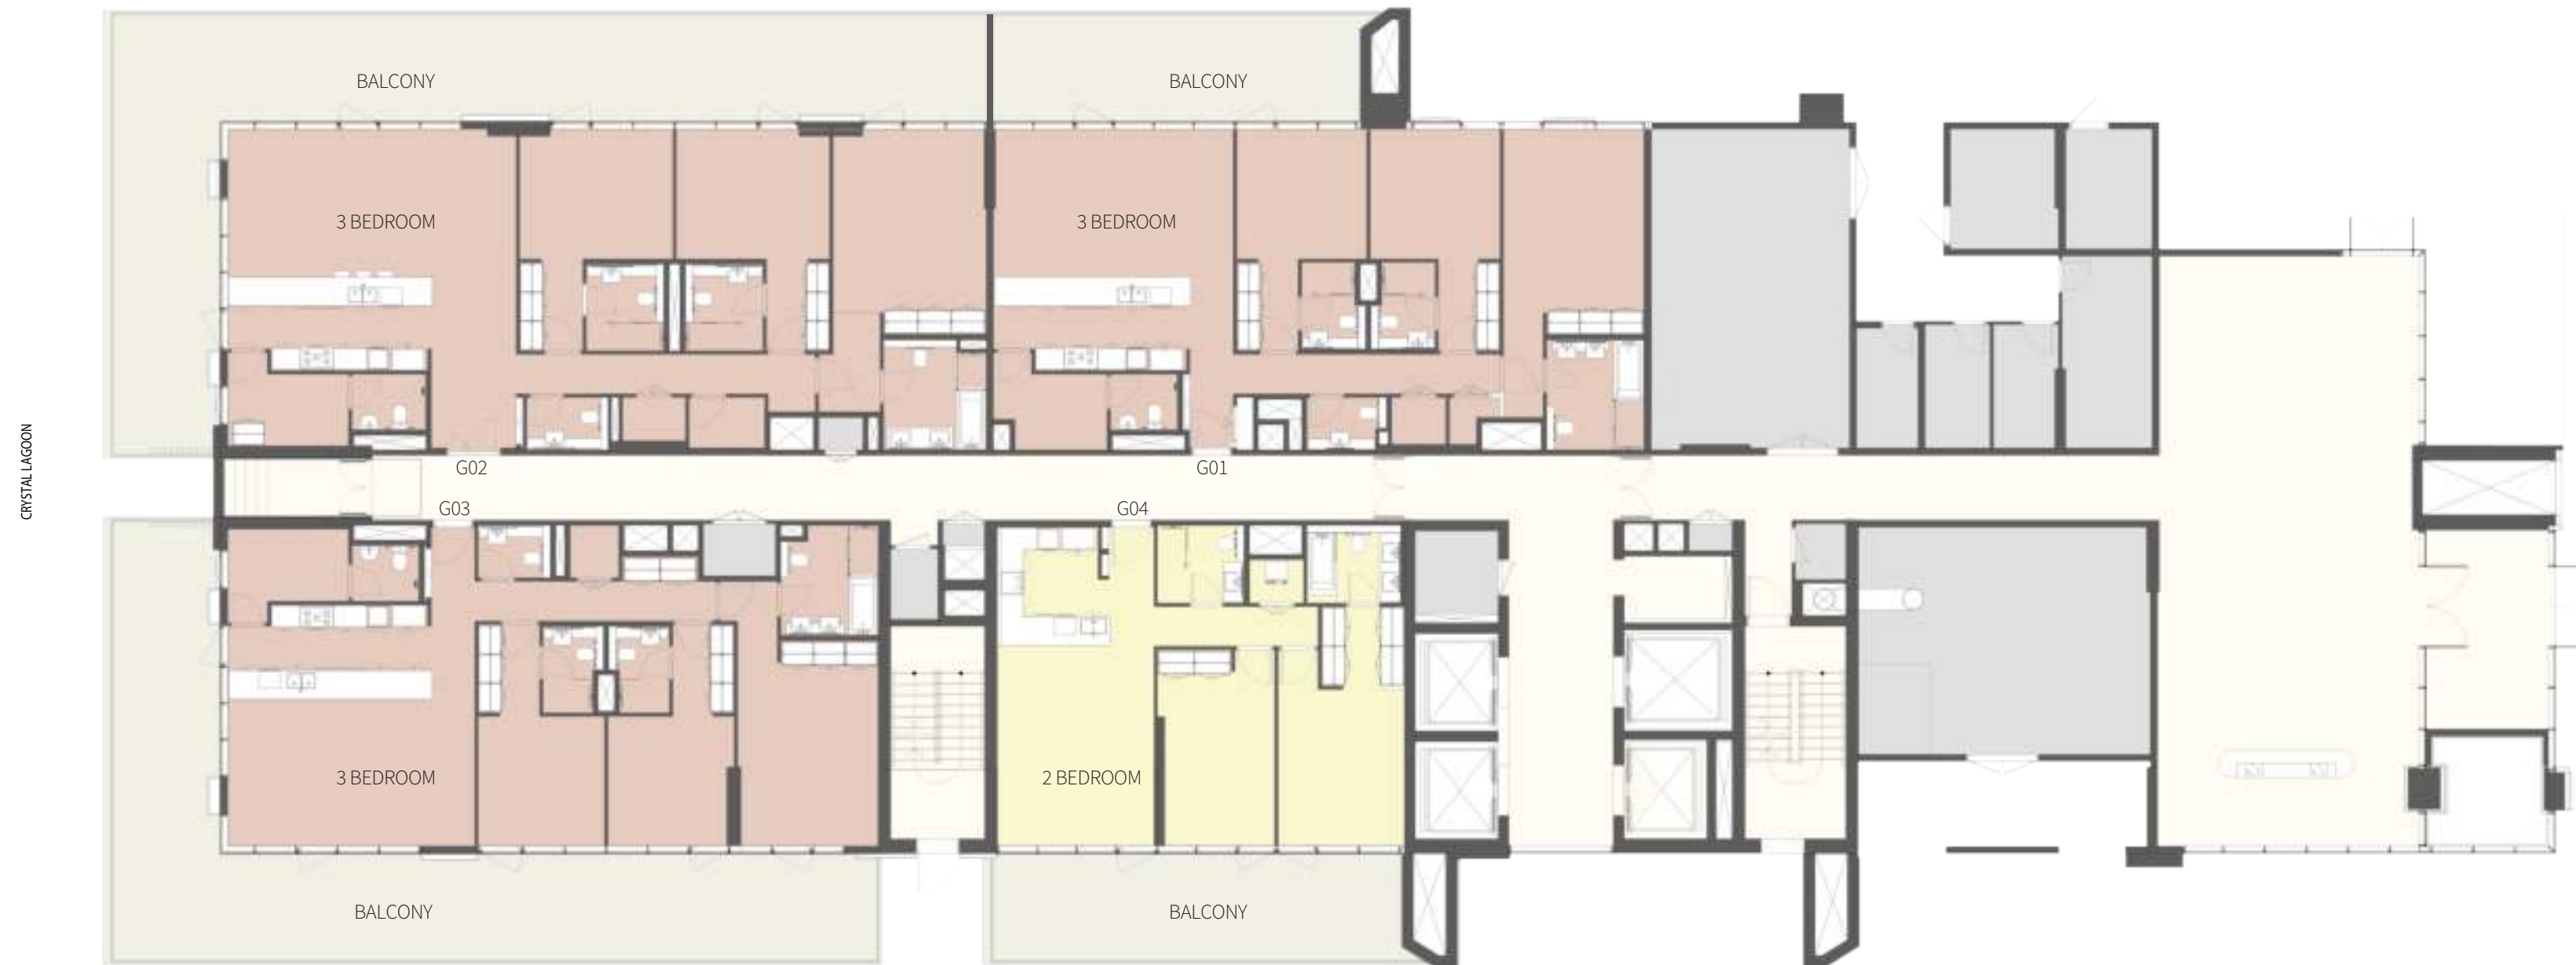 BALCONY
BALCONY
3 BEDROOM
3 BEDROOM
CRYSTAL LAGOON
G02
G01
G03
G04
3 BEDROOM
2 BEDROOM
BALCONY
BALCONY